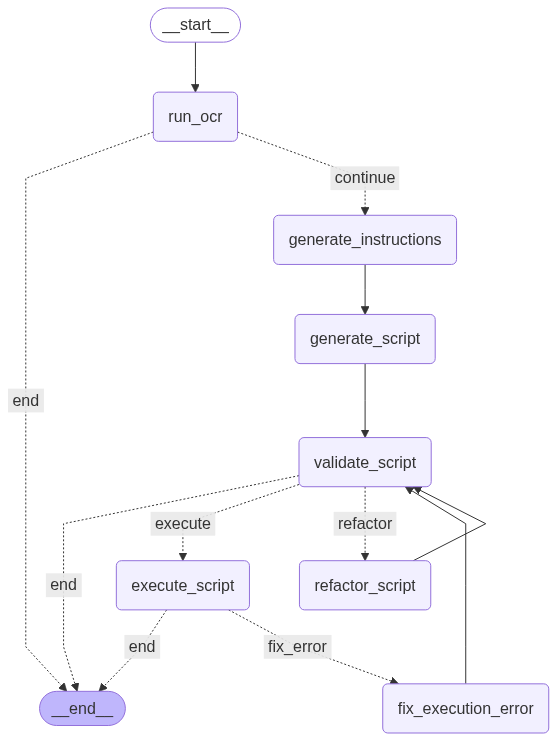 __start__
run_ocr
continue
generate_instructions
generate_script
end
validate_script
execute
refactor
end
execute_script
refactor_script
end
fix_error
__end__
fix_execution_error